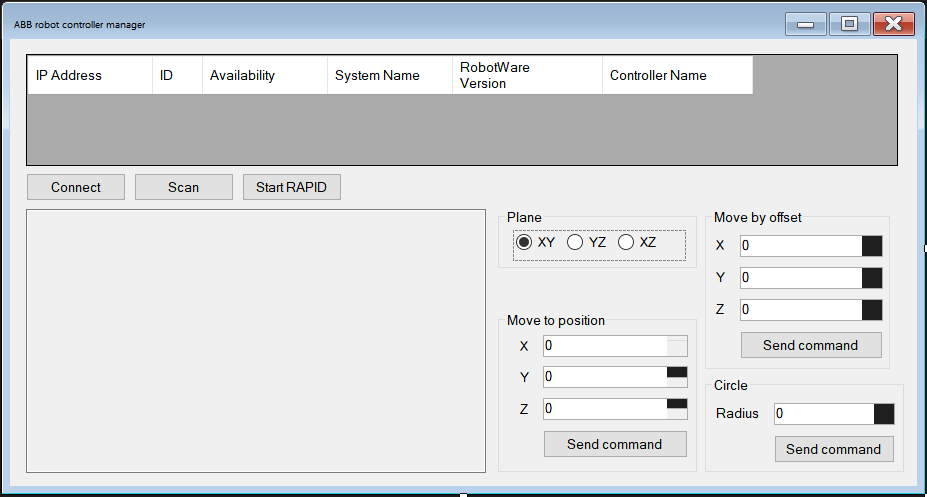 ABB robot controller manager
IP Address ID Availability System Name RobotWare Version Controller Name
Connect Scan Start RAPID
Plane
XY YZ XZ
Move to position
X 0
Y 0
Z 0
Send command
Move by offset
X 0
Y 0
Z 0
Send command
Circle
Radius 0
Send command